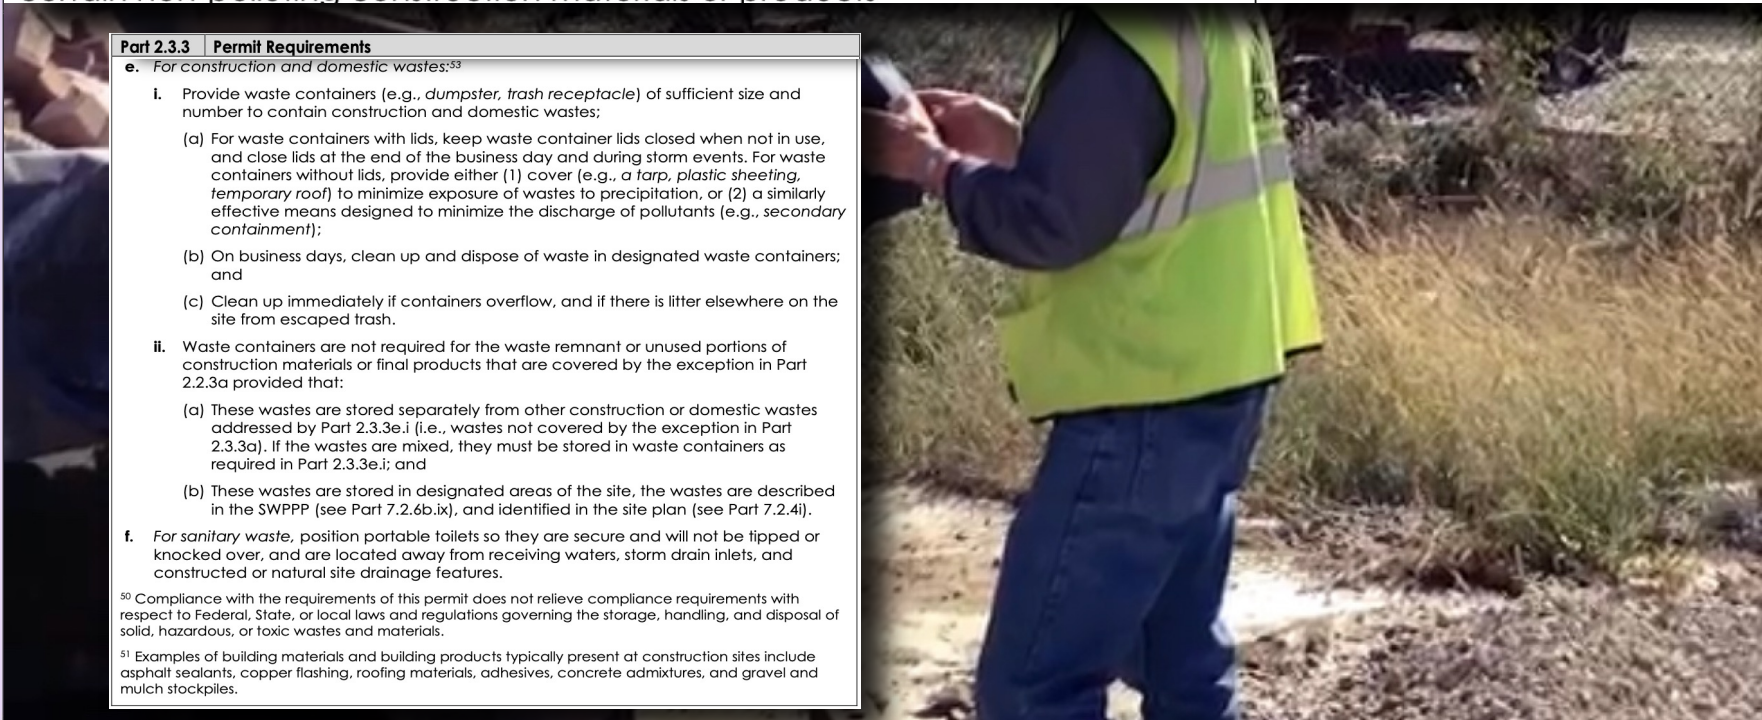 Part 2.3.3 Permit Requirements
e. For construction and domestic wastes:53
i. Provide waste containers (e.g., dumpster, trash receptacle) of sufficient size and
number to contain construction and domestic wastes;
(a) For waste containers with lids, keep waste container lids closed when not in use,
and close lids at the end of the business day and during storm events. For waste
containers without lids, provide either (1) cover (e.g., a tarp, plastic sheeting,
temporary roof) to minimize exposure of wastes to precipitation, or (2) a similarly
effective means designed to minimize the discharge of pollutants (e.g., secondary
containment);
(b) On business days, clean up and dispose of waste in designated waste containers;
and
(c) Clean up immediately if containers overflow, and if there is litter elsewhere on the
site from escaped trash.
ii. Waste containers are not required for the waste remnant or unused portions of
construction materials or final products that are covered by the exception in Part
2.2.3a provided that:
(a) These wastes are stored separately from other construction or domestic wastes
addressed by Part 2.3.3e.i (i.e., wastes not covered by the exception in Part
2.3.3a). If the wastes are mixed, they must be stored in waste containers as
required in Part 2.3.3e.i; and
(b) These wastes are stored in designated areas of the site, the wastes are described
in the SWPPP (see Part 7.2.6b.ix), and identified in the site plan (see Part 7.2.4i).
f. For sanitary waste, position portable toilets so they are secure and will not be tipped or
knocked over, and are located away from receiving waters, storm drain inlets, and
constructed or natural site drainage features.
50 Compliance with the requirements of this permit does not relieve compliance requirements with
respect to Federal, State, or local laws and regulations governing the storage, handling, and disposal of
solid, hazardous, or toxic wastes and materials.
51 Examples of building materials and building products typically present at construction sites include
asphalt sealants, copper flashing, roofing materials, adhesives, concrete admixtures, and gravel and
mulch stockpiles.